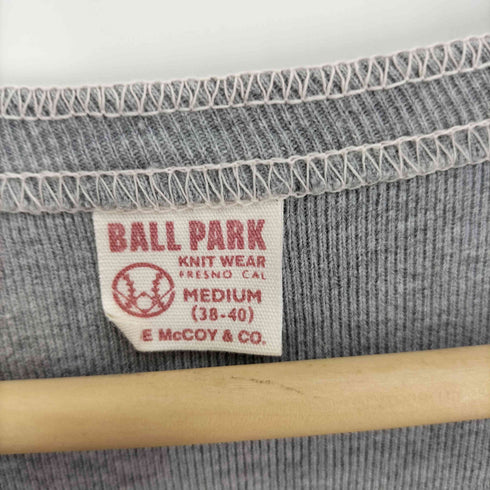 BALL PARK
KNIT WEAR
FRESNO CAL
MEDIUM
(38-40)
E McCOY & CO.